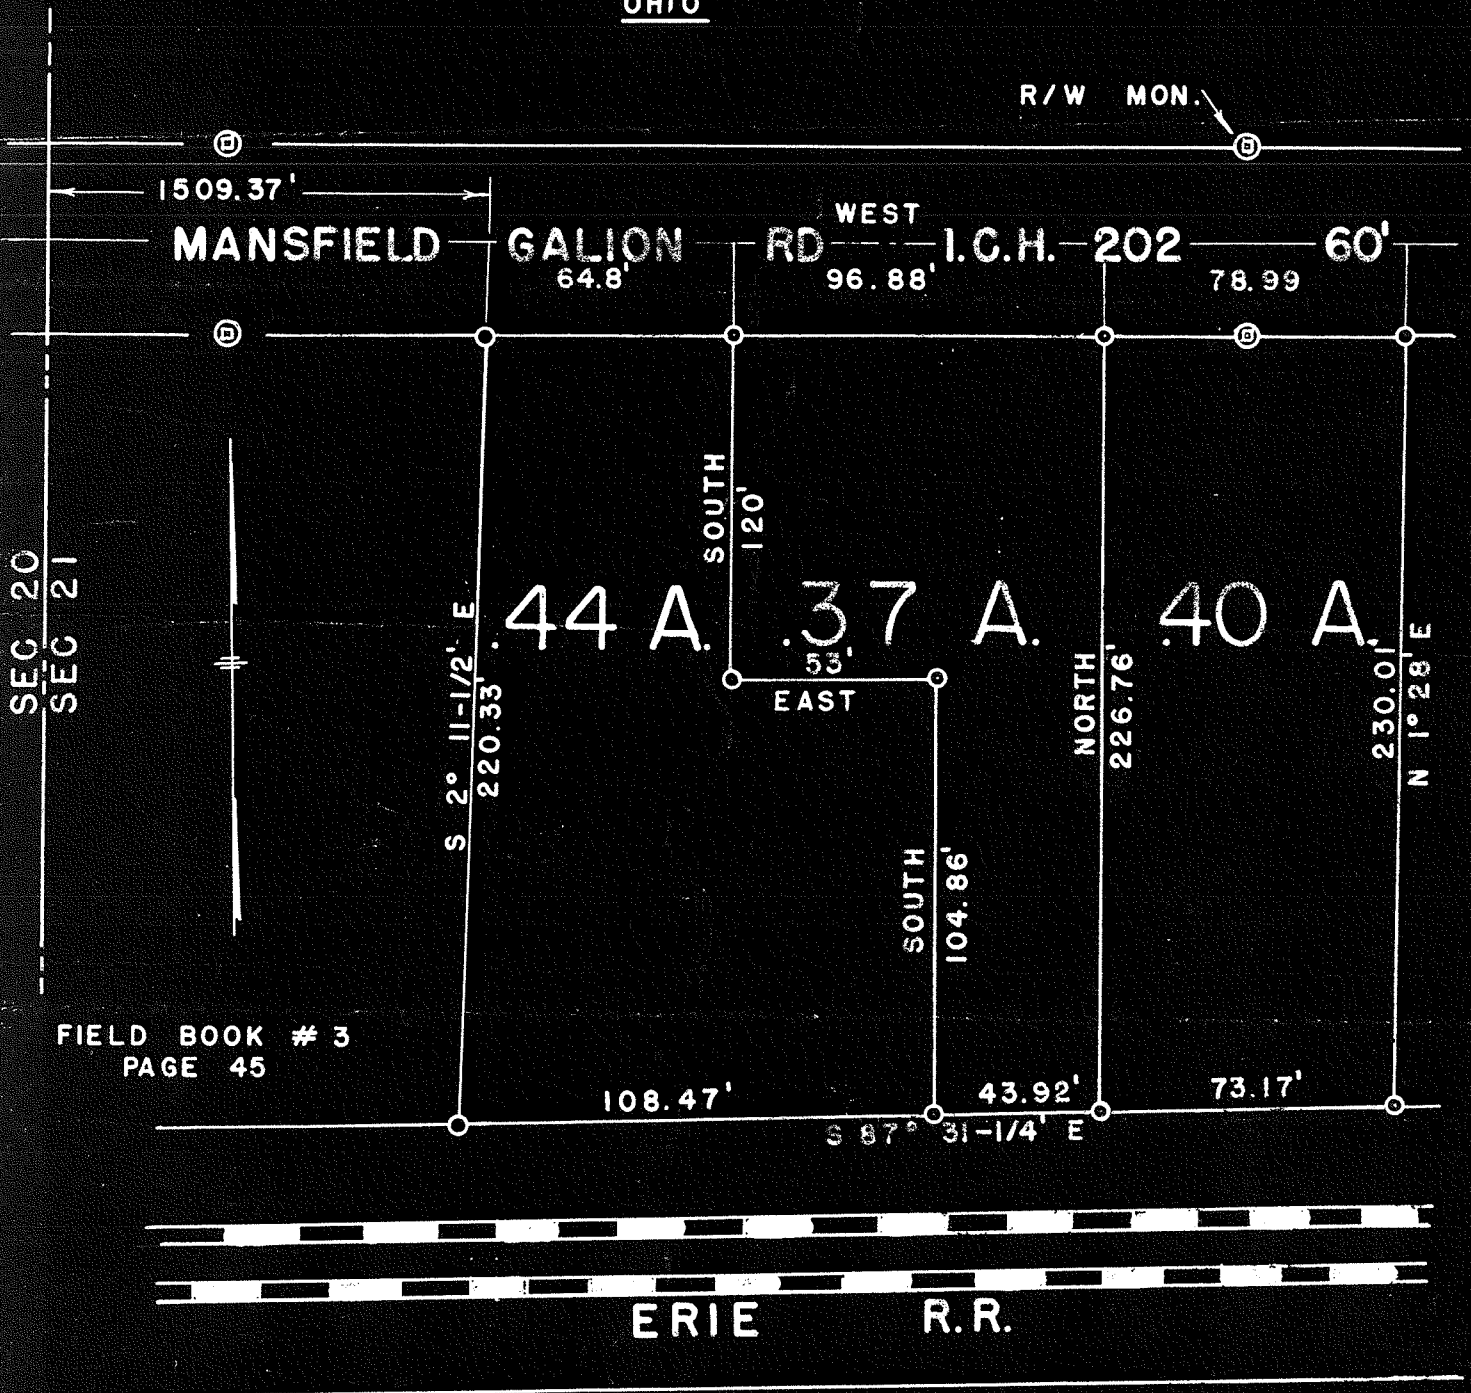 OHIO
R/W MON.
1509.37'
WEST
MANSFIELD GALION RD I.C.H. 202 60'
64.8' 96.88' 78.99
SOUTH
120'
SEC 20
SEC 21
.44 A. .37 A. .40 A.
53'
EAST
S 2° 11-1/2' E
220.33'
NORTH
226.76'
230.01'
N 1° 28' E
SOUTH
104.86'
FIELD BOOK # 3
PAGE 45
108.47' 43.92' 73.17'
S 87° 31-1/4' E
ERIE R.R.